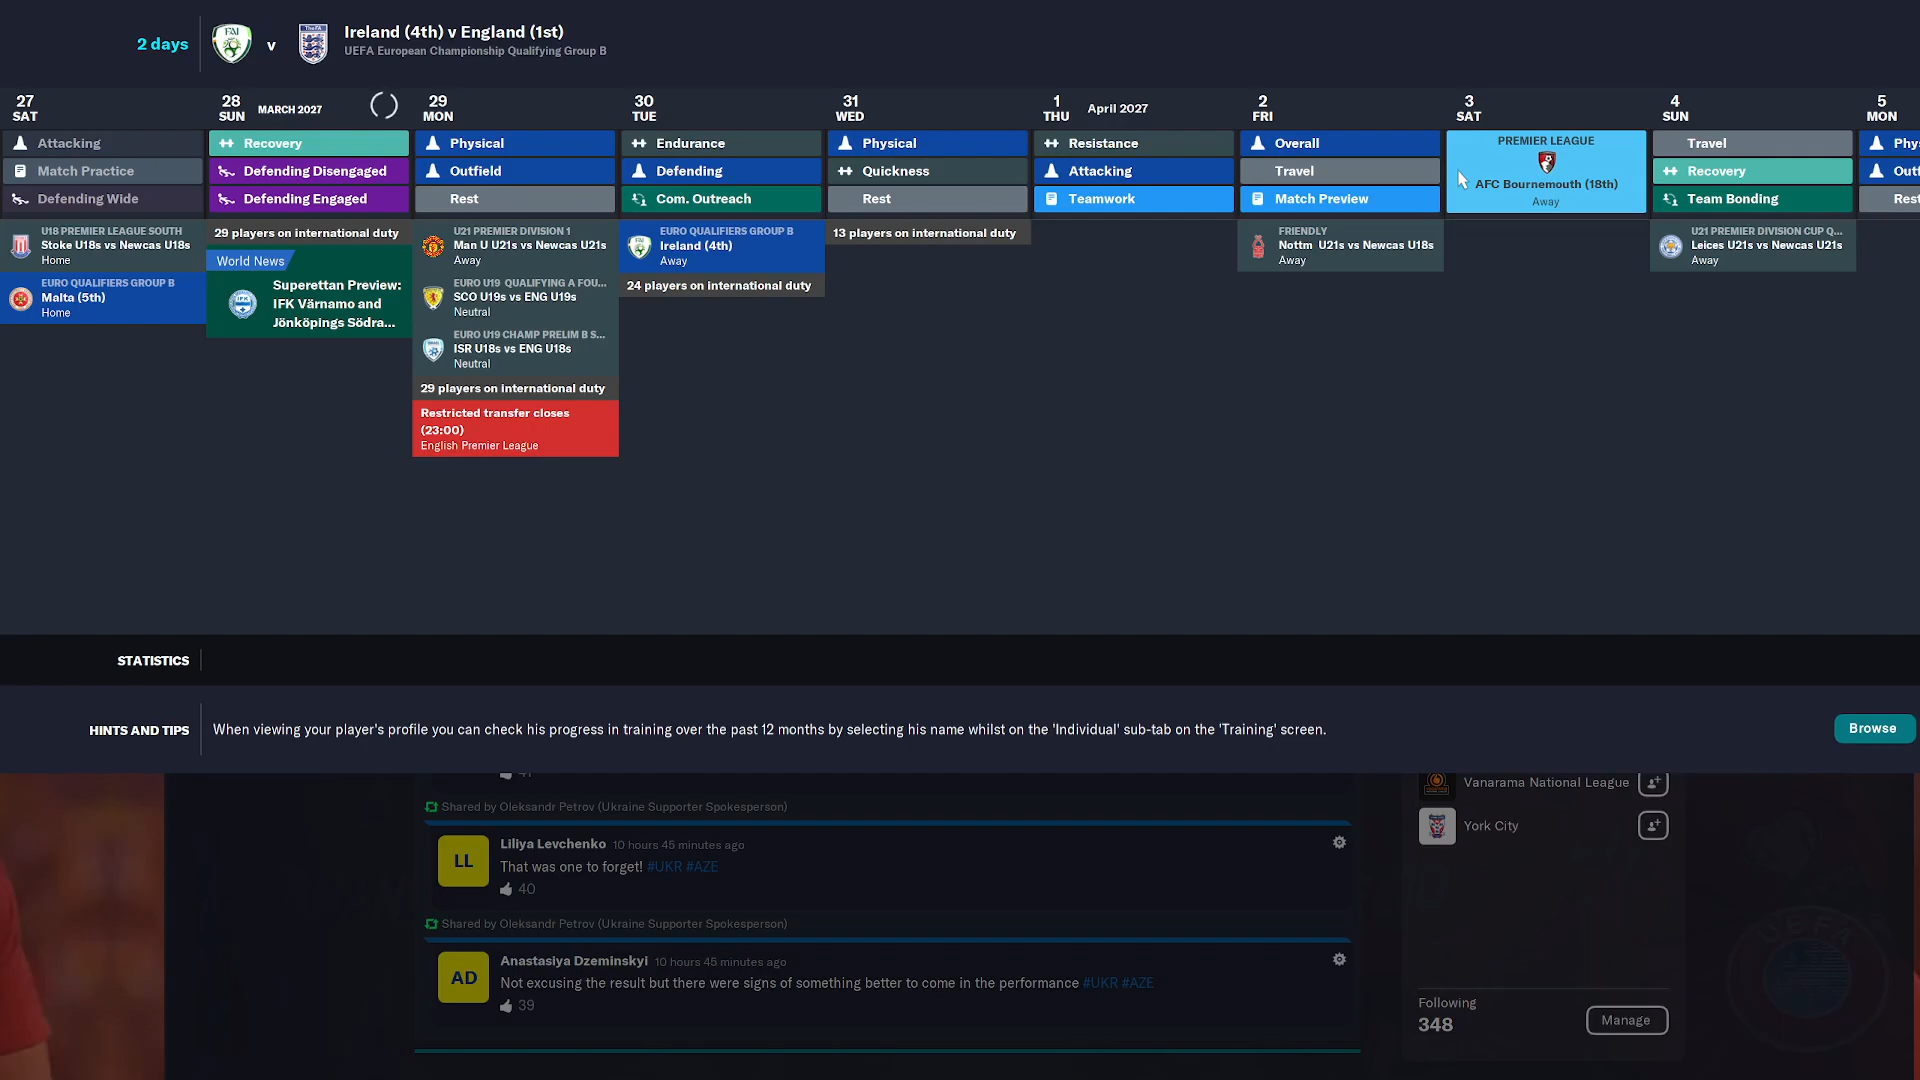 2 days
v
Ireland (4th) v England (1st)
UEFA European Championship Qualifying Group B
27
SAT
28
SUN
MARCH 2027
29
MON
30
TUE
31
WED
1
THU
April 2027
2
FRI
3
SAT
4
SUN
5
MON
Attacking
Match Practice
Defending Wide
U18 PREMIER LEAGUE SOUTH
Stoke U18s vs Newcas U18s
Home
EURO QUALIFIERS GROUP B
Malta (5th)
Home
Recovery
Defending Disengaged
Defending Engaged
29 players on international duty
World News
Superettan Preview:
IFK Värnamo and
Jönköpings Södra...
Physical
Outfield
Rest
U21 PREMIER DIVISION 1
Man U U21s vs Newcas U21s
Away
EURO U19 QUALIFYING A FOU...
SCO U19s vs ENG U19s
Neutral
EURO U19 CHAMP PRELIM B S...
ISR U18s vs ENG U18s
Neutral
29 players on international duty
Restricted transfer closes
(23:00)
English Premier League
Endurance
Defending
Com. Outreach
EURO QUALIFIERS GROUP B
Ireland (4th)
Away
24 players on international duty
Physical
Quickness
Rest
13 players on international duty
Resistance
Attacking
Teamwork
Overall
Travel
Match Preview
FRIENDLY
Nottm U21s vs Newcas U18s
Away
PREMIER LEAGUE
AFC Bournemouth (18th)
Away
Travel
Recovery
Team Bonding
U21 PREMIER DIVISION CUP Q...
Leices U21s vs Newcas U21s
Away
Phys
Outf
Rest
STATISTICS
HINTS AND TIPS
When viewing your player's profile you can check his progress in training over the past 12 months by selecting his name whilst on the 'Individual' sub-tab on the 'Training' screen.
Browse
Shared by Oleksandr Petrov (Ukraine Supporter Spokesperson)
LL
Liliya Levchenko 10 hours 45 minutes ago
That was one to forget! #UKR #AZE
40
Shared by Oleksandr Petrov (Ukraine Supporter Spokesperson)
AD
Anastasiya Dzeminskyi 10 hours 45 minutes ago
Not excusing the result but there were signs of something better to come in the performance #UKR #AZE
39
Vanarama National League
York City
Following
348
Manage
UEFA